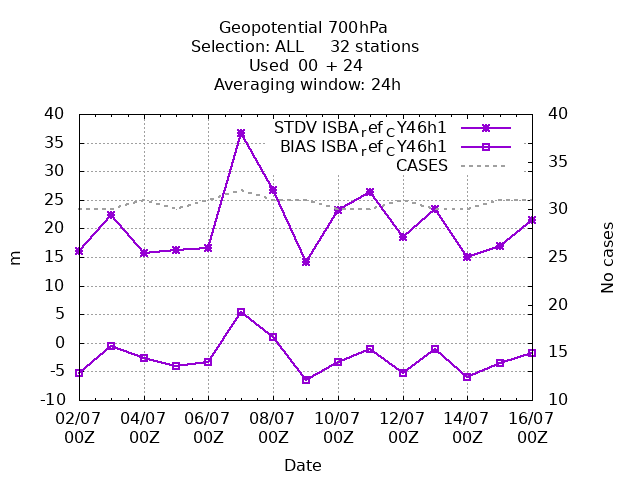 Geopotential 700hPa
Selection: ALL 32 stations
Used 00 + 24
Averaging window: 24h
STDV ISBArefCY46h1
BIAS ISBArefCY46h1
CASES
40
35
30
25
20
15
10
5
0
-5
-10
m
40
35
30
25
20
15
10
No cases
02/07 04/07 06/07 08/07 10/07 12/07 14/07 16/07
00Z 00Z 00Z 00Z 00Z 00Z 00Z 00Z
Date